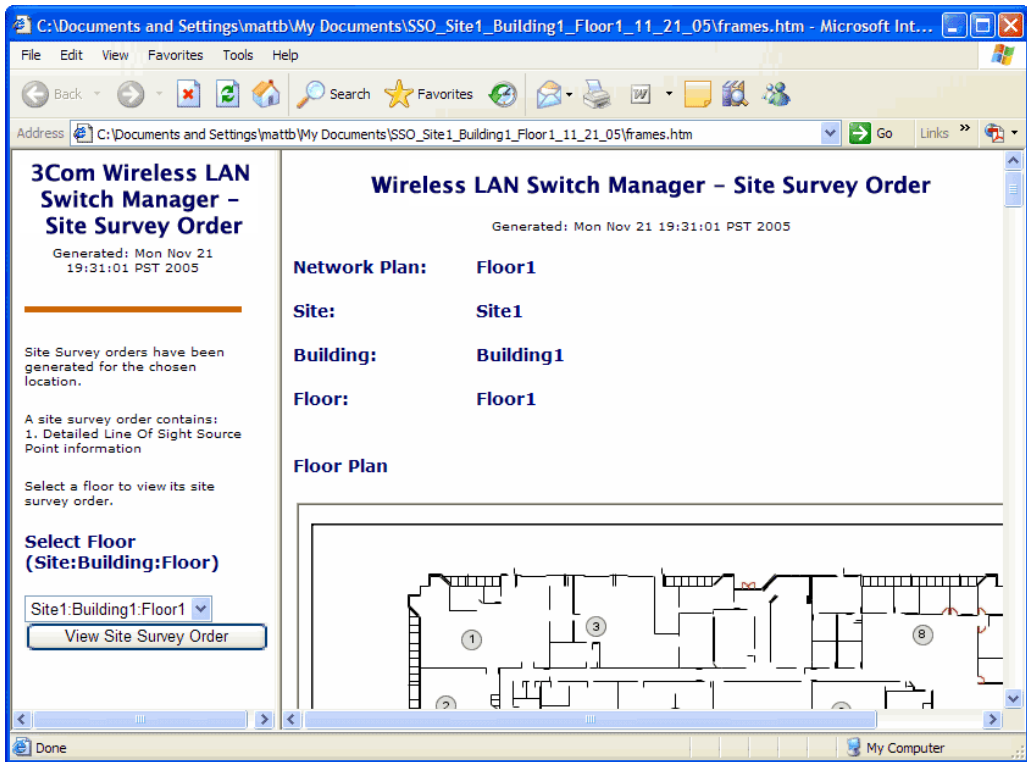 C:\Documents and Settings\mattb\My Documents\SSO_Site1_Building1_Floor1_11_21_05\frames.htm - Microsoft Int...
File Edit View Favorites Tools Help
Back Search Favorites
Address C:\Documents and Settings\mattb\My Documents\SSO_Site1_Building1_Floor1_11_21_05\frames.htm Go Links »
3Com Wireless LAN
Switch Manager –
Site Survey Order
Generated: Mon Nov 21
19:31:01 PST 2005
Site Survey orders have been
generated for the chosen
location.
A site survey order contains:
1. Detailed Line Of Sight Source
Point information
Select a floor to view its site
survey order.
Select Floor
(Site:Building:Floor)
Site1:Building1:Floor1
View Site Survey Order
Wireless LAN Switch Manager – Site Survey Order
Generated: Mon Nov 21 19:31:01 PST 2005
Network Plan: Floor1
Site: Site1
Building: Building1
Floor: Floor1
Floor Plan
1
3
8
2
Done My Computer